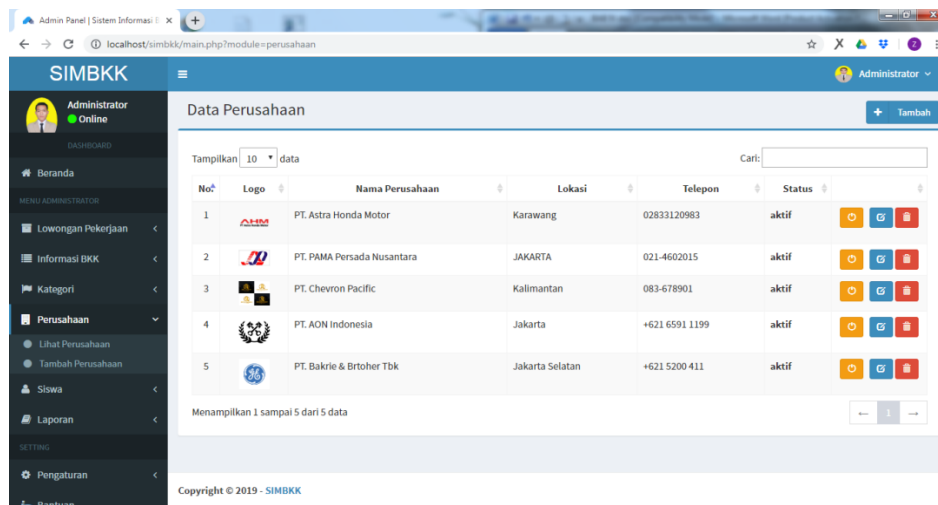 Admin Panel | Sistem Informasi
localhost/simbkk/main.php?module=perusahaan
SIMBKK
Administrator
Administrator
Online
Data Perusahaan
Tambah
DASHBOARD
Beranda
MENU ADMINISTRATOR
Lowongan Pekerjaan
Informasi BKK
Kategori
Perusahaan
Lihat Perusahaan
Tambah Perusahaan
Siswa
Laporan
SETTING
Pengaturan
Bantuan
Tampilkan 10 data
Cari:
No. Logo Nama Perusahaan Lokasi Telepon Status
1 AHM PT. Astra Honda Motor Karawang 02833120983 aktif
2 PT. PAMA Persada Nusantara JAKARTA 021-4602015 aktif
3 PT. Chevron Pacific Kalimantan 083-678901 aktif
4 PT. AON Indonesia Jakarta +621 6591 1199 aktif
5 PT. Bakrie & Brtoher Tbk Jakarta Selatan +621 5200 411 aktif
Menampilkan 1 sampai 5 dari 5 data
← 1 →
Copyright © 2019 - SIMBKK